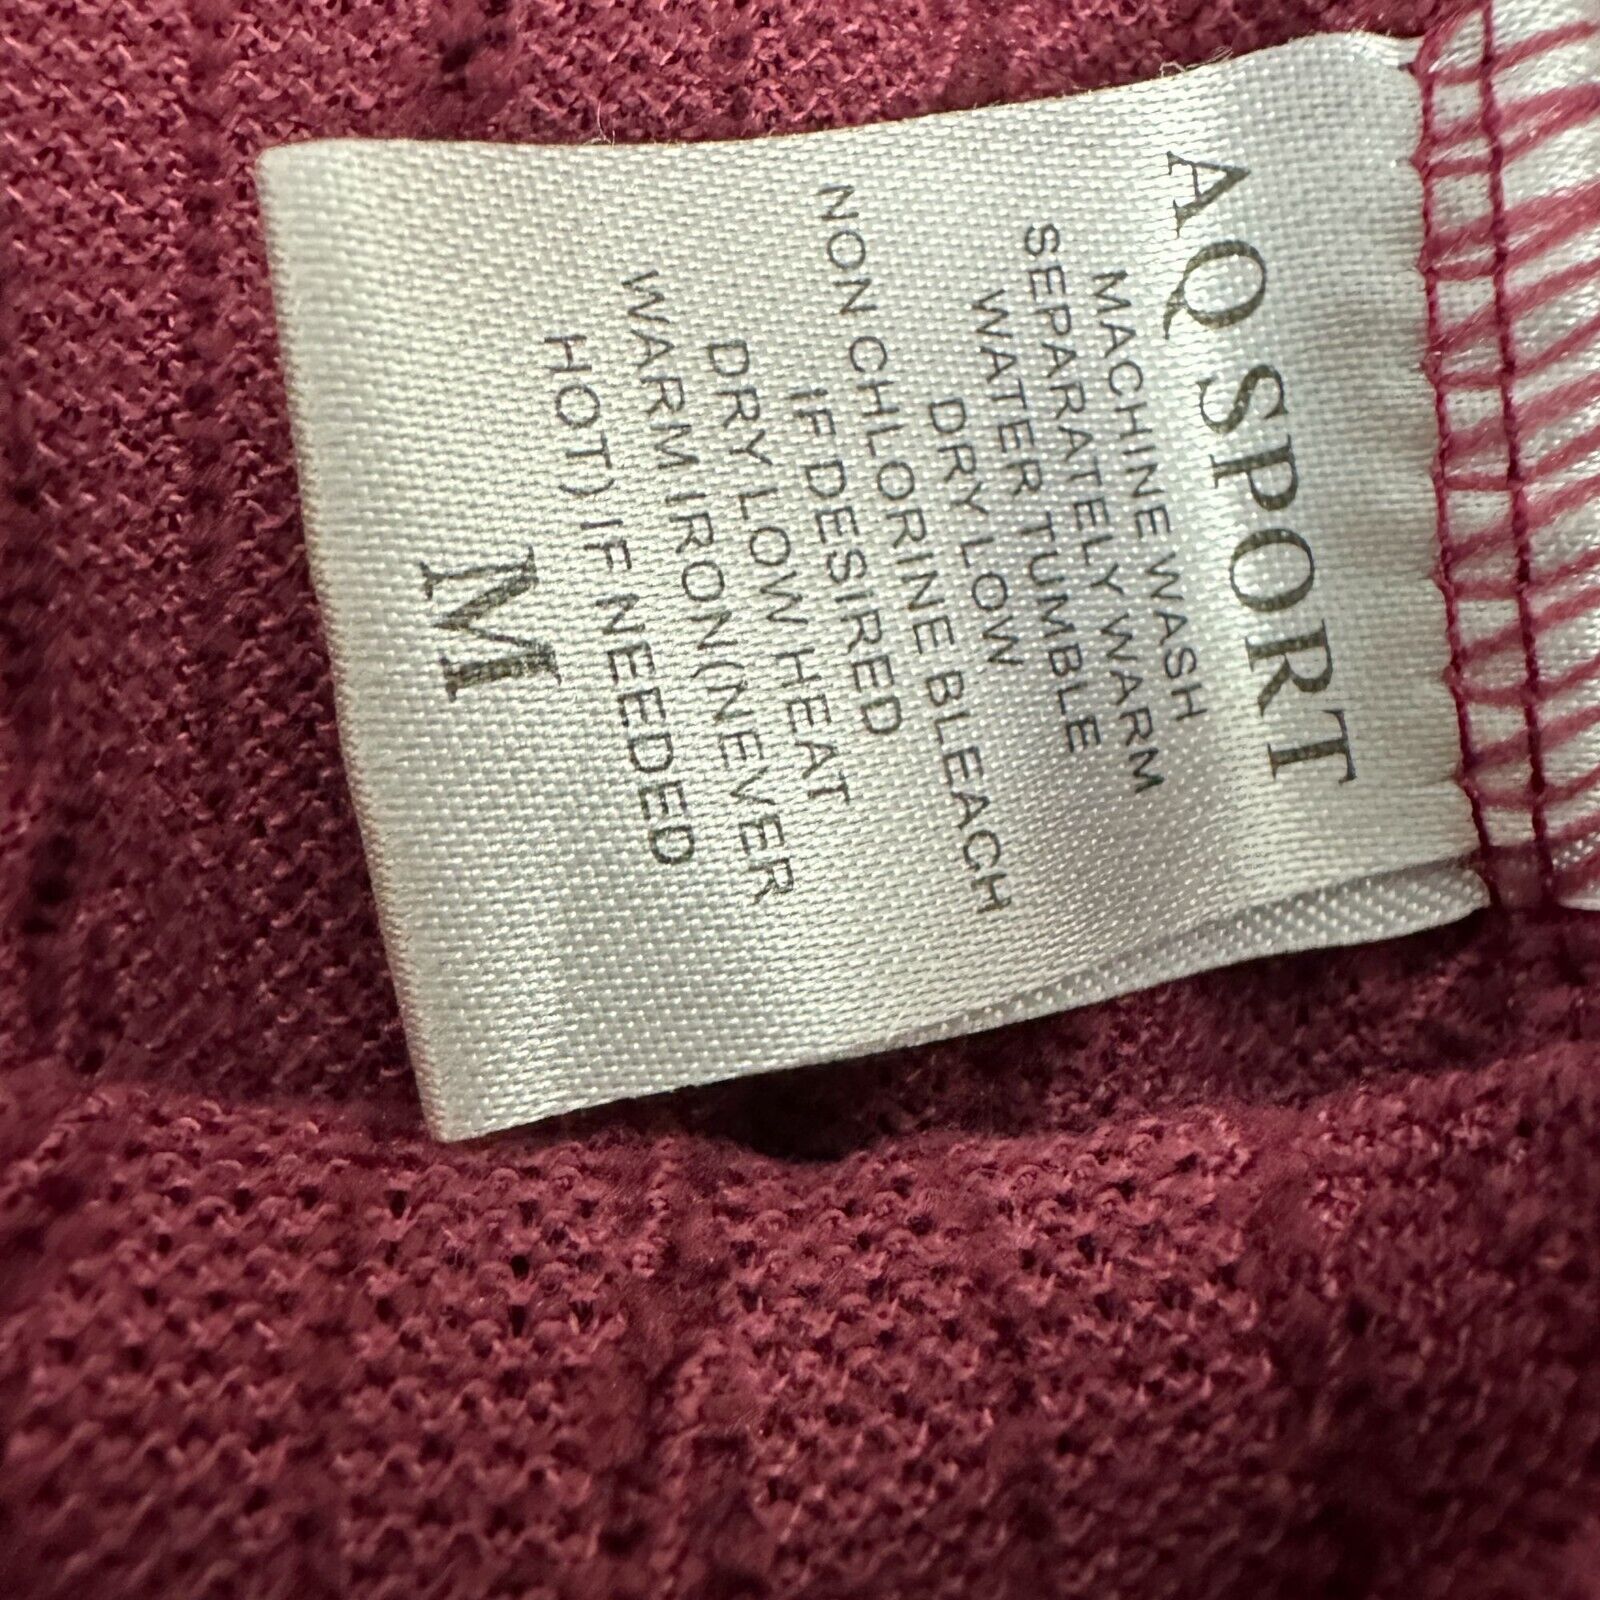 AQ SPORT
MACHINE WASH
SEPARATELY WARM
WATER TUMBLE
DRY LOW
NON CHLORINE BLEACH
IF DESIRED
DRY LOW HEAT
WARM IRON(NEVER
HOT) IF NEEDED
M